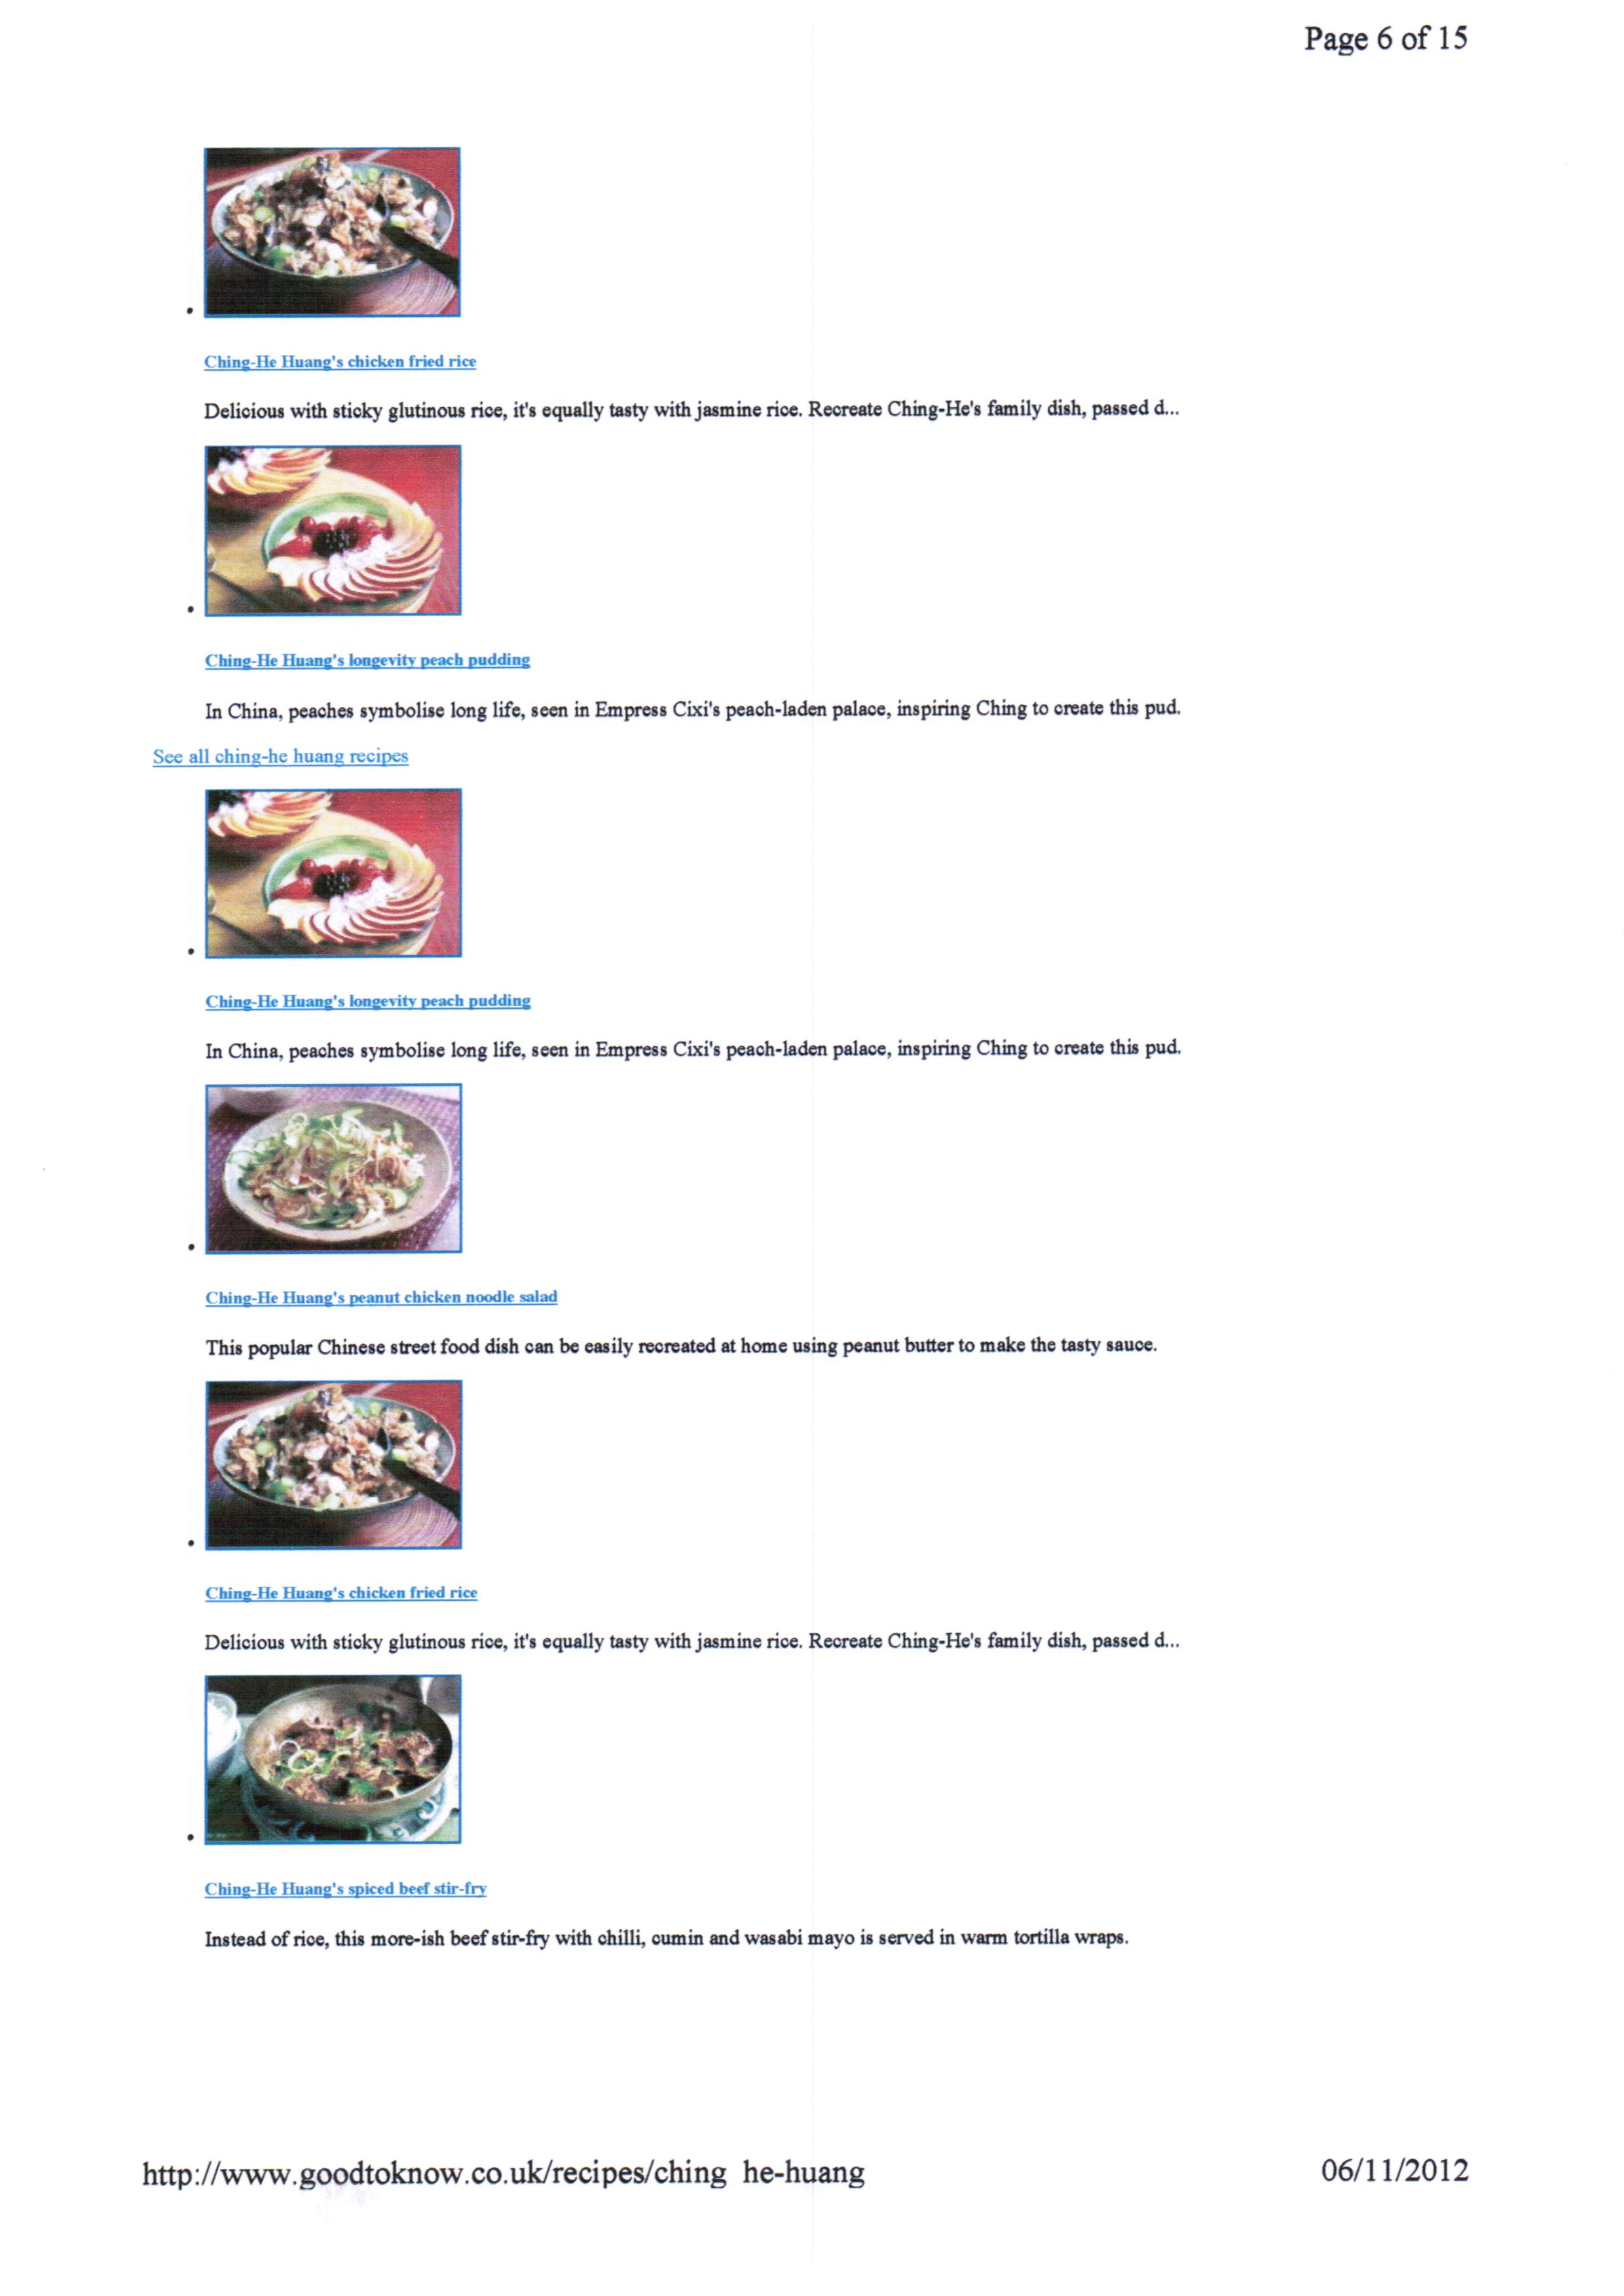 Page 6 of 15
Ching-He Huang's chicken fried rice
Delicious with sticky glutinous rice, it's equally tasty with jasmine rice. Recreate Ching-He's family dish, passed d...
Ching-He Huang's longevity peach pudding
In China, peaches symbolise long life, seen in Empress Cixi's peach-laden palace, inspiring Ching to create this pud.
See all ching-he huang recipes
Ching-He Huang's longevity peach pudding
In China, peaches symbolise long life, seen in Empress Cixi's peach-laden palace, inspiring Ching to create this pud.
Ching-He Huang's peanut chicken noodle salad
This popular Chinese street food dish can be easily recreated at home using peanut butter to make the tasty sauce.
Ching-He Huang's chicken fried rice
Delicious with sticky glutinous rice, it's equally tasty with jasmine rice. Recreate Ching-He's family dish, passed d...
Ching-He Huang's spiced beef stir-fry
Instead of rice, this more-ish beef stir-fry with chilli, cumin and wasabi mayo is served in warm tortilla wraps.
http://www.goodtoknow.co.uk/recipes/ching he-huang
06/11/2012